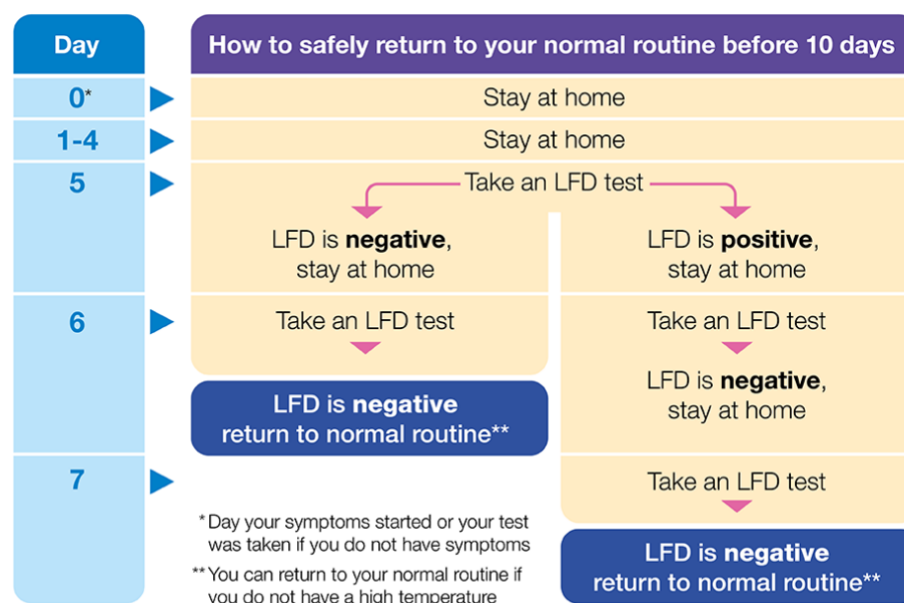 Day
How to safely return to your normal routine before 10 days
0*
Stay at home
1-4
Stay at home
5
Take an LFD test
LFD is negative,
stay at home
LFD is positive,
stay at home
6
Take an LFD test
LFD is negative
return to normal routine**
Take an LFD test
LFD is negative,
stay at home
7
Take an LFD test
LFD is negative
return to normal routine**
* Day your symptoms started or your test
was taken if you do not have symptoms
** You can return to your normal routine if
you do not have a high temperature